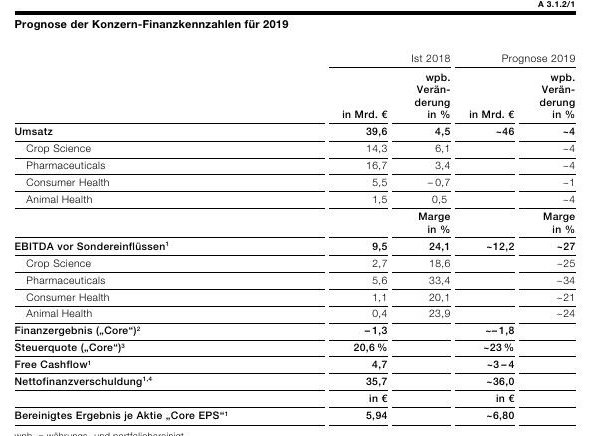 A 3.1.2/1
Prognose der Konzern-Finanzkennzahlen für 2019
Ist 2018 Prognose 2019
wpb. wpb.
Verän- Verän-
derung derung
in Mrd. € in % in Mrd. € in %
Umsatz 39,6 4,5 ~46 ~4
Crop Science 14,3 6,1 ~4
Pharmaceuticals 16,7 3,4 ~4
Consumer Health 5,5 –0,7 ~1
Animal Health 1,5 0,5 ~4
Marge Marge
in % in %
EBITDA vor Sondereinflüssen¹ 9,5 24,1 ~12,2 ~27
Crop Science 2,7 18,6 ~25
Pharmaceuticals 5,6 33,4 ~34
Consumer Health 1,1 20,1 ~21
Animal Health 0,4 23,9 ~24
Finanzergebnis („Core“)² –1,3 ~–1,8
Steuerquote („Core“)³ 20,6 % ~23 %
Free Cashflow¹ 4,7 ~3–4
Nettofinanzverschuldung¹,⁴ 35,7 ~36,0
in € in €
Bereinigtes Ergebnis je Aktie „Core EPS“¹ 5,94 ~6,80
wpb. = währungs- und portfoliobereinigt